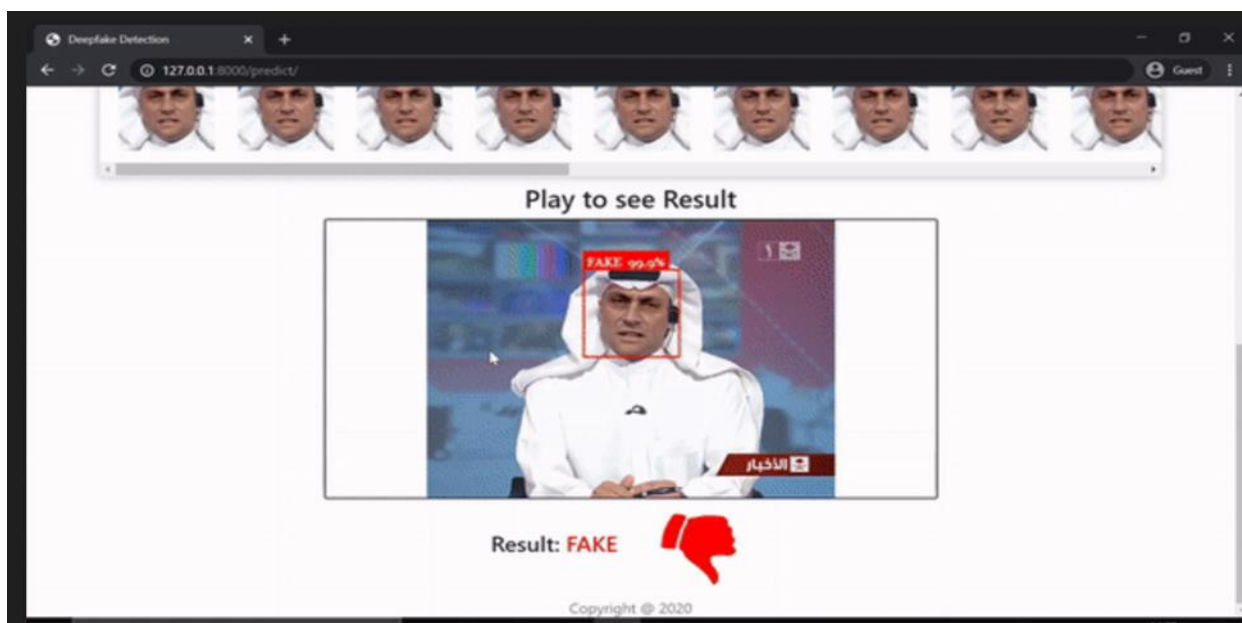 Deepfake Detection
127.0.0.1:8000/predict/
Guest
Play to see Result
FAKE 99.9%
١
الأخبار
Result: FAKE
Copyright @ 2020